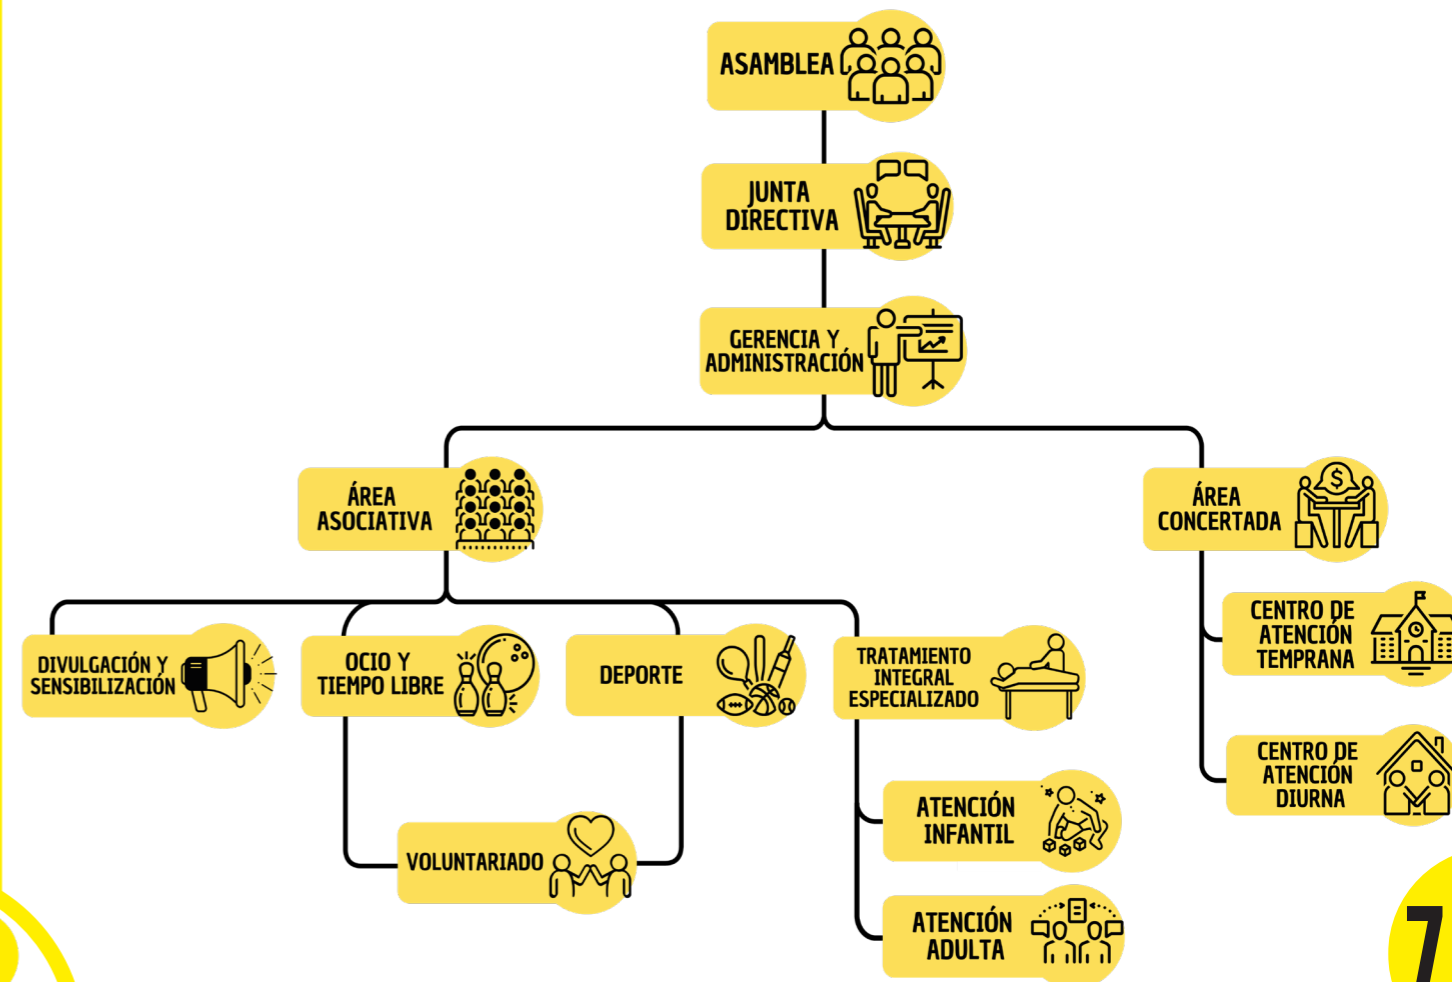 ASAMBLEA
JUNTA
DIRECTIVA
GERENCIA Y
ADMINISTRACIÓN
ÁREA
ASOCIATIVA
ÁREA
CONCERTADA
DIVULGACIÓN Y
SENSIBILIZACIÓN
OCIO Y
TIEMPO LIBRE
DEPORTE
TRATAMIENTO
INTEGRAL
ESPECIALIZADO
CENTRO DE
ATENCIÓN
TEMPRANA
CENTRO DE
ATENCIÓN
DIURNA
VOLUNTARIADO
ATENCIÓN
INFANTIL
ATENCIÓN
ADULTA
7